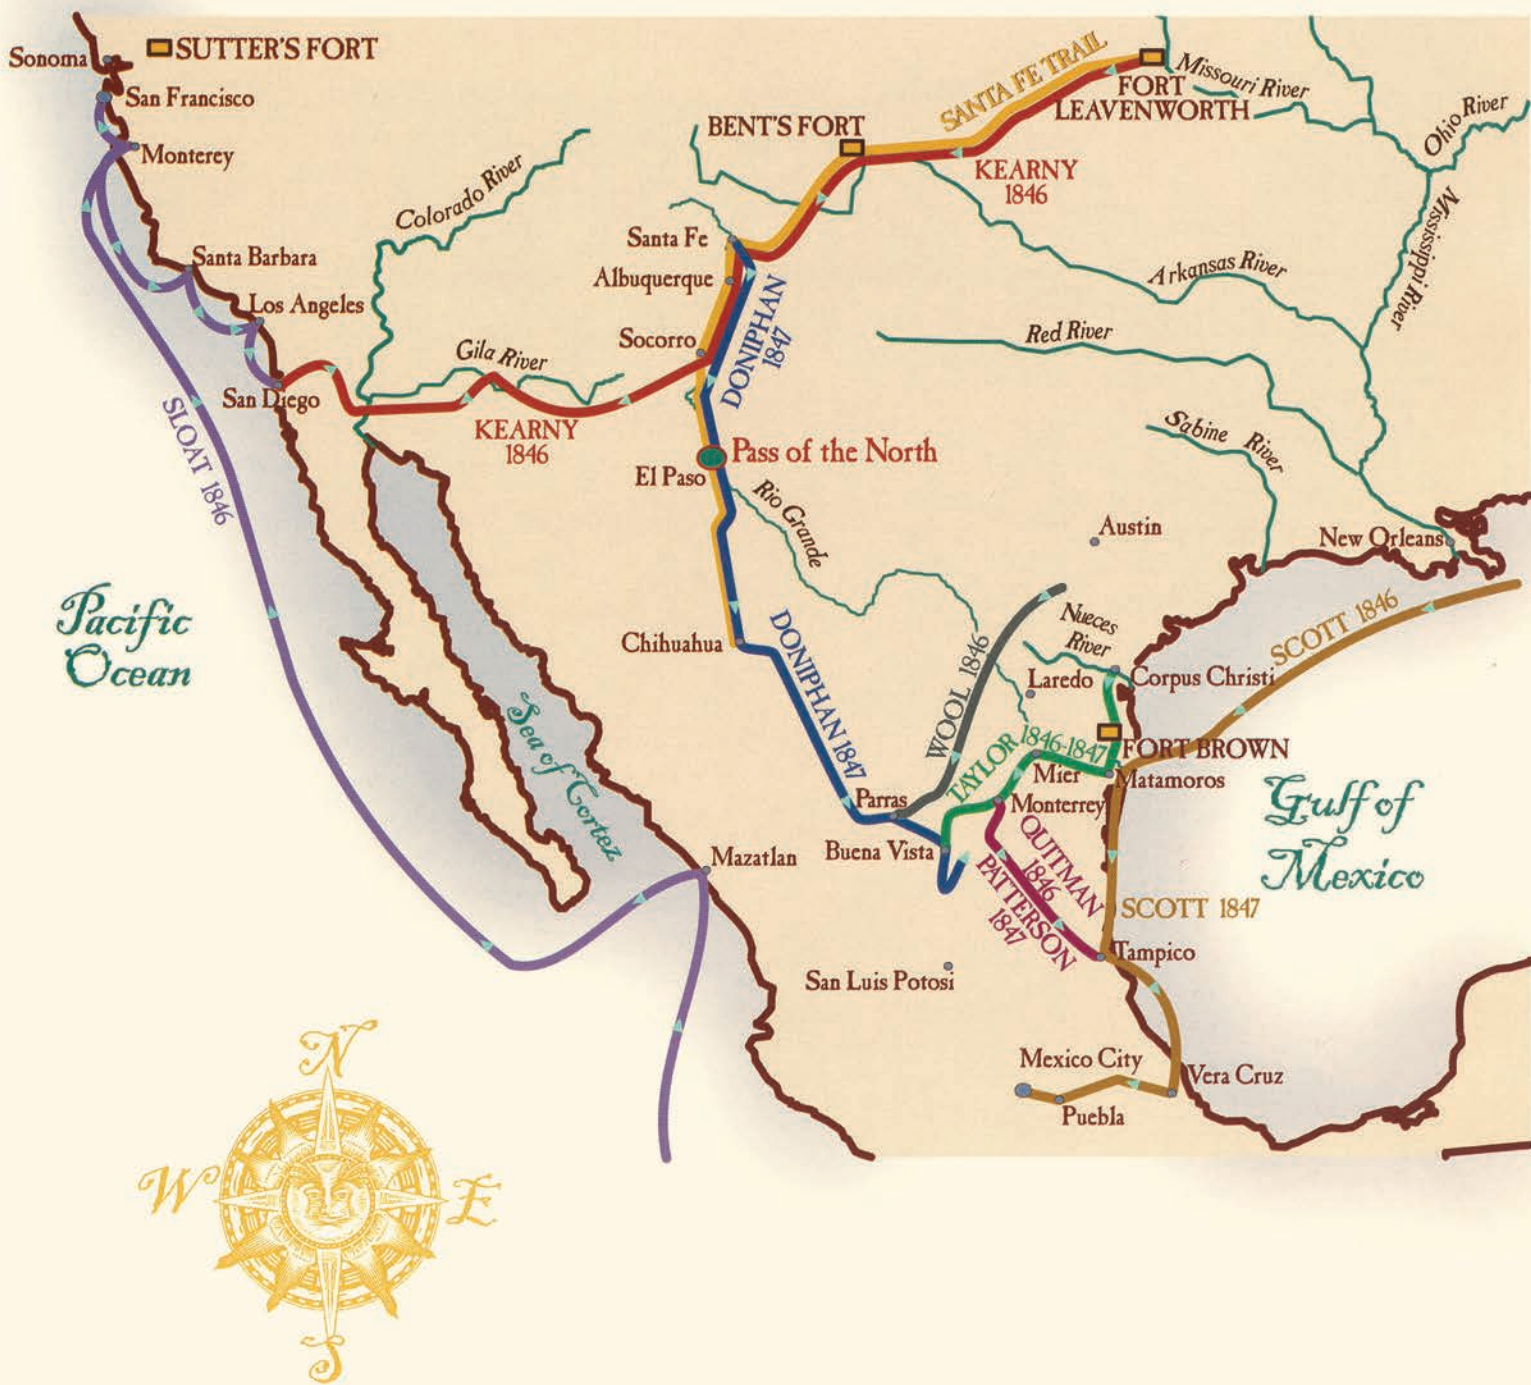 SUTTER'S FORT
Sonoma
San Francisco
Monterey
SANTA FE TRAIL
FORT
LEAVENWORTH
Missouri River
Ohio River
BENT'S FORT
KEARNY
1846
Colorado River
Mississippi River
Santa Fe
Albuquerque
Arkansas River
Santa Barbara
Los Angeles
Socorro
DONIPHAN
1847
Red River
Gila River
San Diego
SLOAT 1846
KEARNY
1846
Pass of the North
El Paso
Sabine River
Rio Grande
Austin
New Orleans
Pacific
Ocean
Chihuahua
DONIPHAN 1847
WOOL 1846
Nueces
River
SCOTT 1846
Laredo
Corpus Christi
Sea of Cortez
TAYLOR 1846-1847
FORT BROWN
Mier
Matamoros
Parras
Monterrey
Gulf of
Mexico
Buena Vista
Mazatlan
QUITMAN
1846
PATTERSON
1847
SCOTT 1847
Tampico
San Luis Potosi
Mexico City
Vera Cruz
Puebla
N
W
E
S